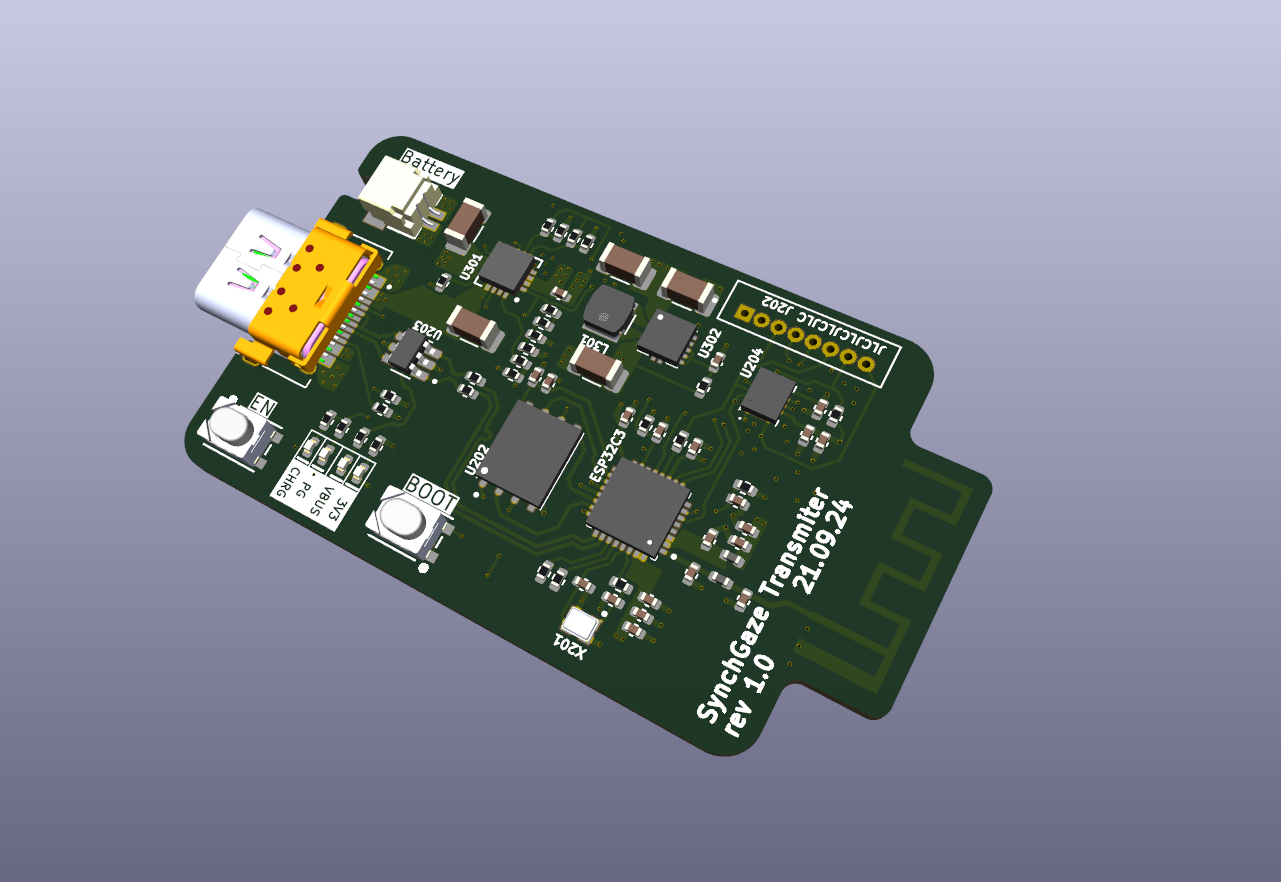 Battery
U301
U203
L301
U302
JLCJLCJLCJLC J202
U204
EN
CHRG
PG
VBUS
3V3
BOOT
U202
ESP32C3
X201
SynchGaze Transmiter
rev 1.0 21.09.24